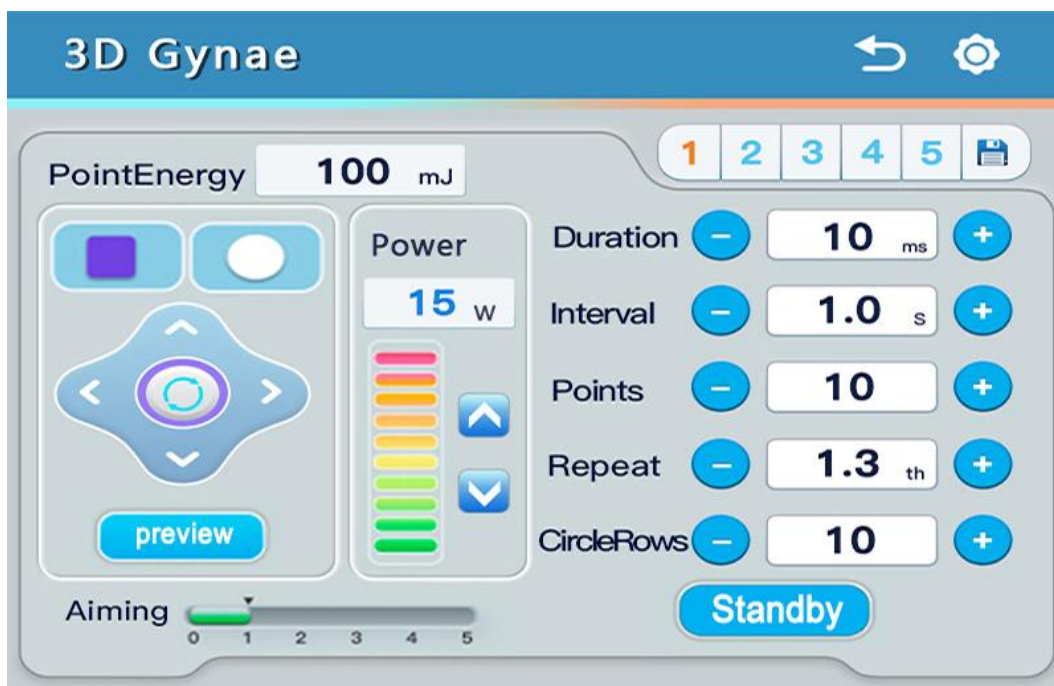 3D Gynae
1 2 3 4 5
PointEnergy 100 mJ
Power
15 W
preview
Duration - 10 ms +
Interval - 1.0 s +
Points - 10 +
Repeat - 1.3 th +
CircleRows - 10 +
Aiming
0 1 2 3 4 5
Standby